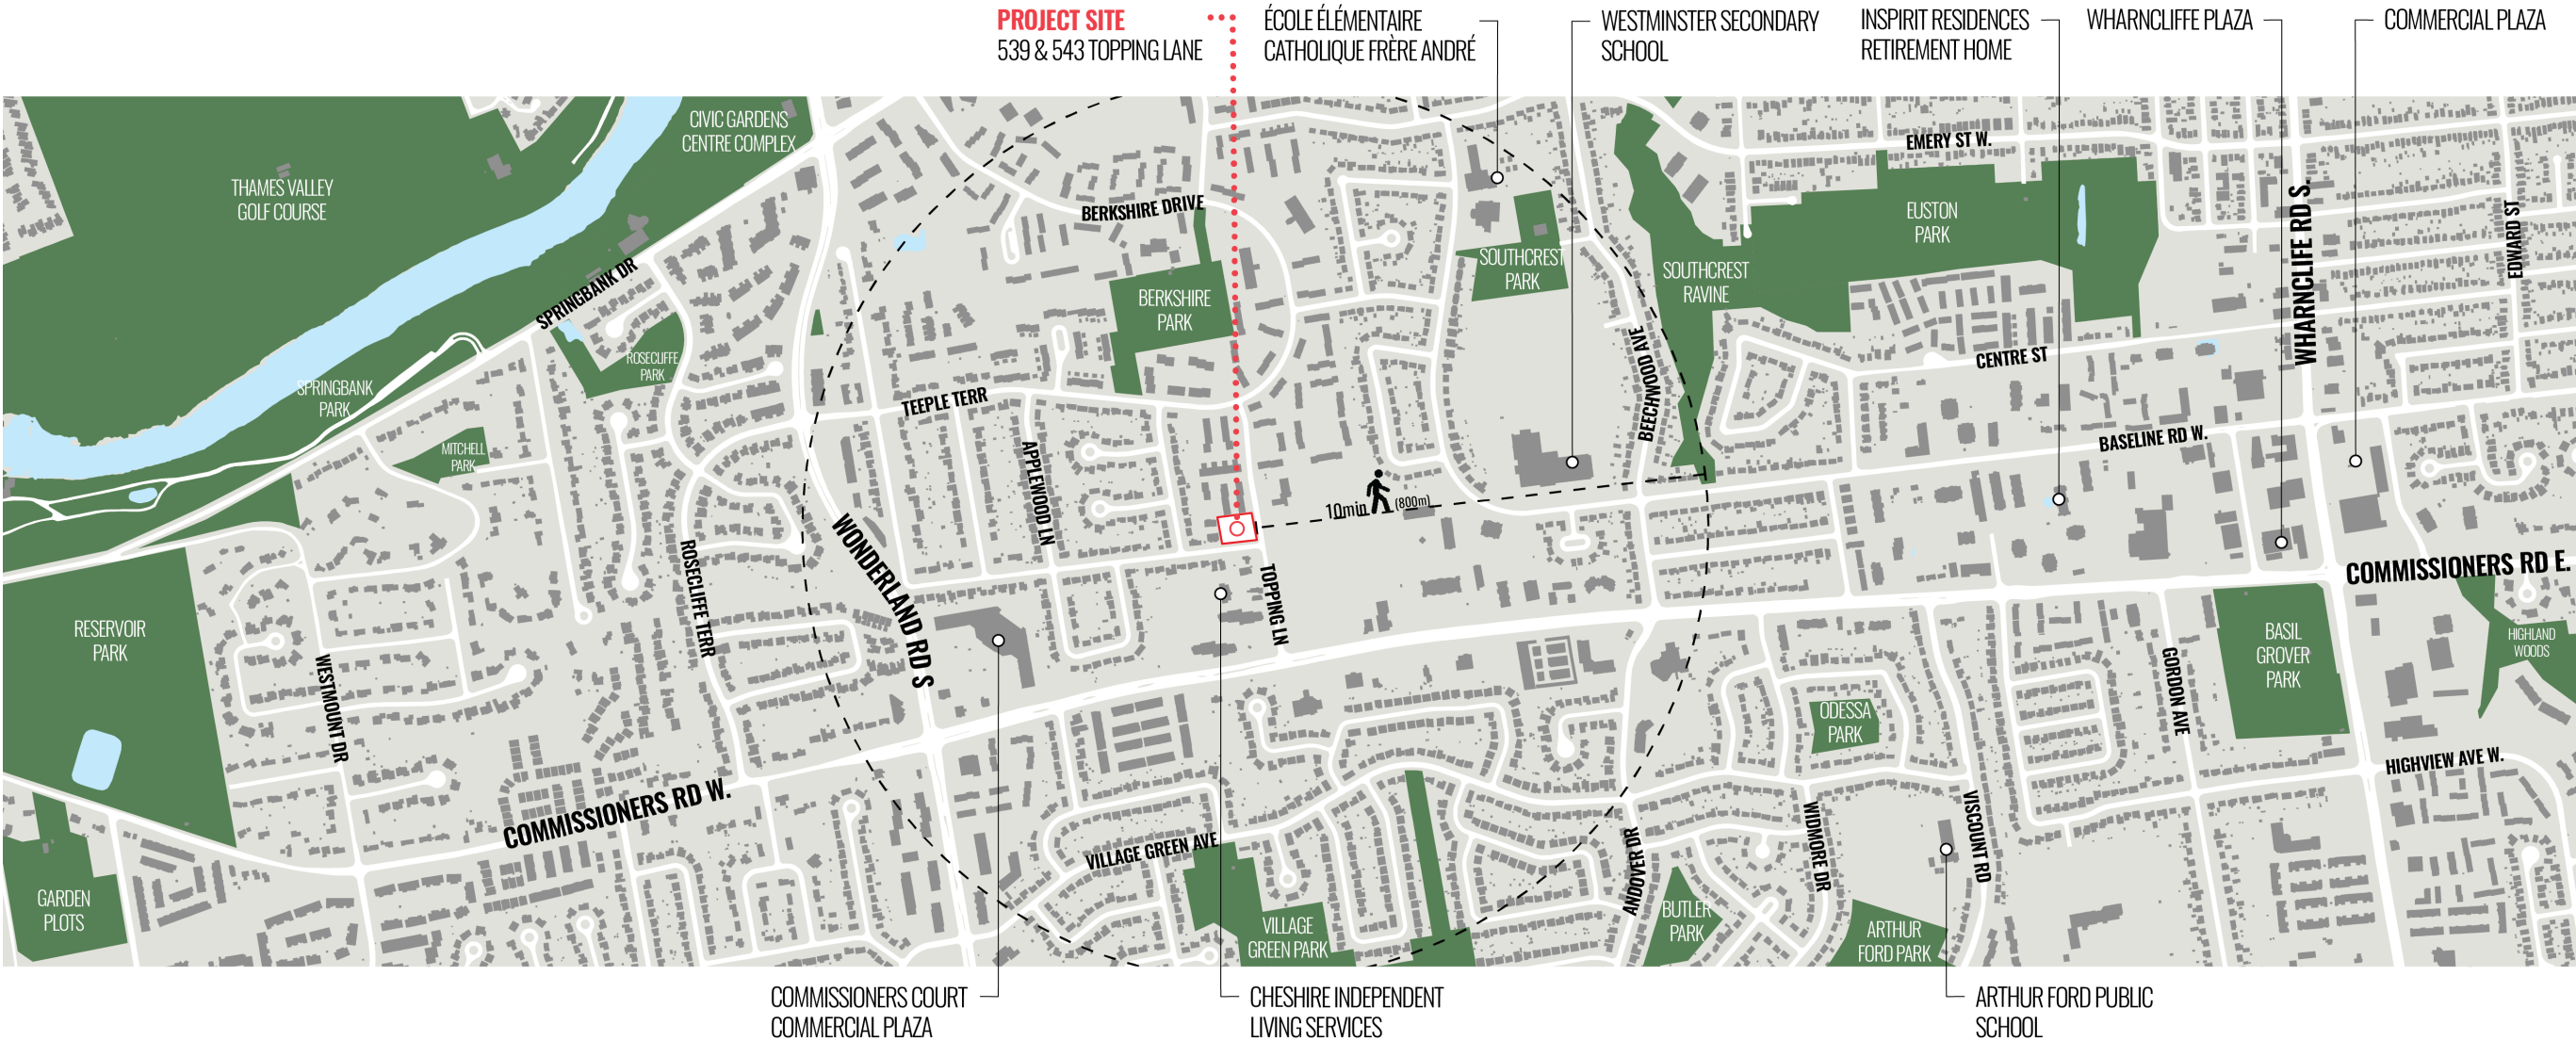 PROJECT SITE
539 & 543 TOPPING LANE
ÉCOLE ÉLÉMENTAIRE
CATHOLIQUE FRÈRE ANDRÉ
WESTMINSTER SECONDARY
SCHOOL
INSPIRIT RESIDENCES
RETIREMENT HOME
WHARNCLIFFE PLAZA
COMMERCIAL PLAZA
CIVIC GARDENS
CENTRE COMPLEX
THAMES VALLEY
GOLF COURSE
BERKSHIRE DRIVE
EMERY ST W.
EUSTON
PARK
WHARNCLIFFE RD S.
EDWARD ST
SPRINGBANK DR
BERKSHIRE
PARK
SOUTHCREST
PARK
SOUTHCREST
RAVINE
ROSECLIFFE
PARK
SPRINGBANK
PARK
TEEPLE TERR
BEECHWOOD AVE
CENTRE ST
MITCHELL
PARK
APPLEWOOD LN
BASELINE RD W.
10min
(800m)
WONDERLAND RD S
ROSECLIFFE TERR
TOPPING LN
COMMISSIONERS RD E.
RESERVOIR
PARK
WESTMOUNT DR
BASIL
GROVER
PARK
HIGHLAND
WOODS
GORDON AVE
ODESSA
PARK
HIGHVIEW AVE W.
COMMISSIONERS RD W.
VILLAGE GREEN AVE
ANDOVER DR
WIDMORE DR
VISCOUNT RD
GARDEN
PLOTS
VILLAGE
GREEN PARK
BUTLER
PARK
ARTHUR
FORD PARK
COMMISSIONERS COURT
COMMERCIAL PLAZA
CHESHIRE INDEPENDENT
LIVING SERVICES
ARTHUR FORD PUBLIC
SCHOOL